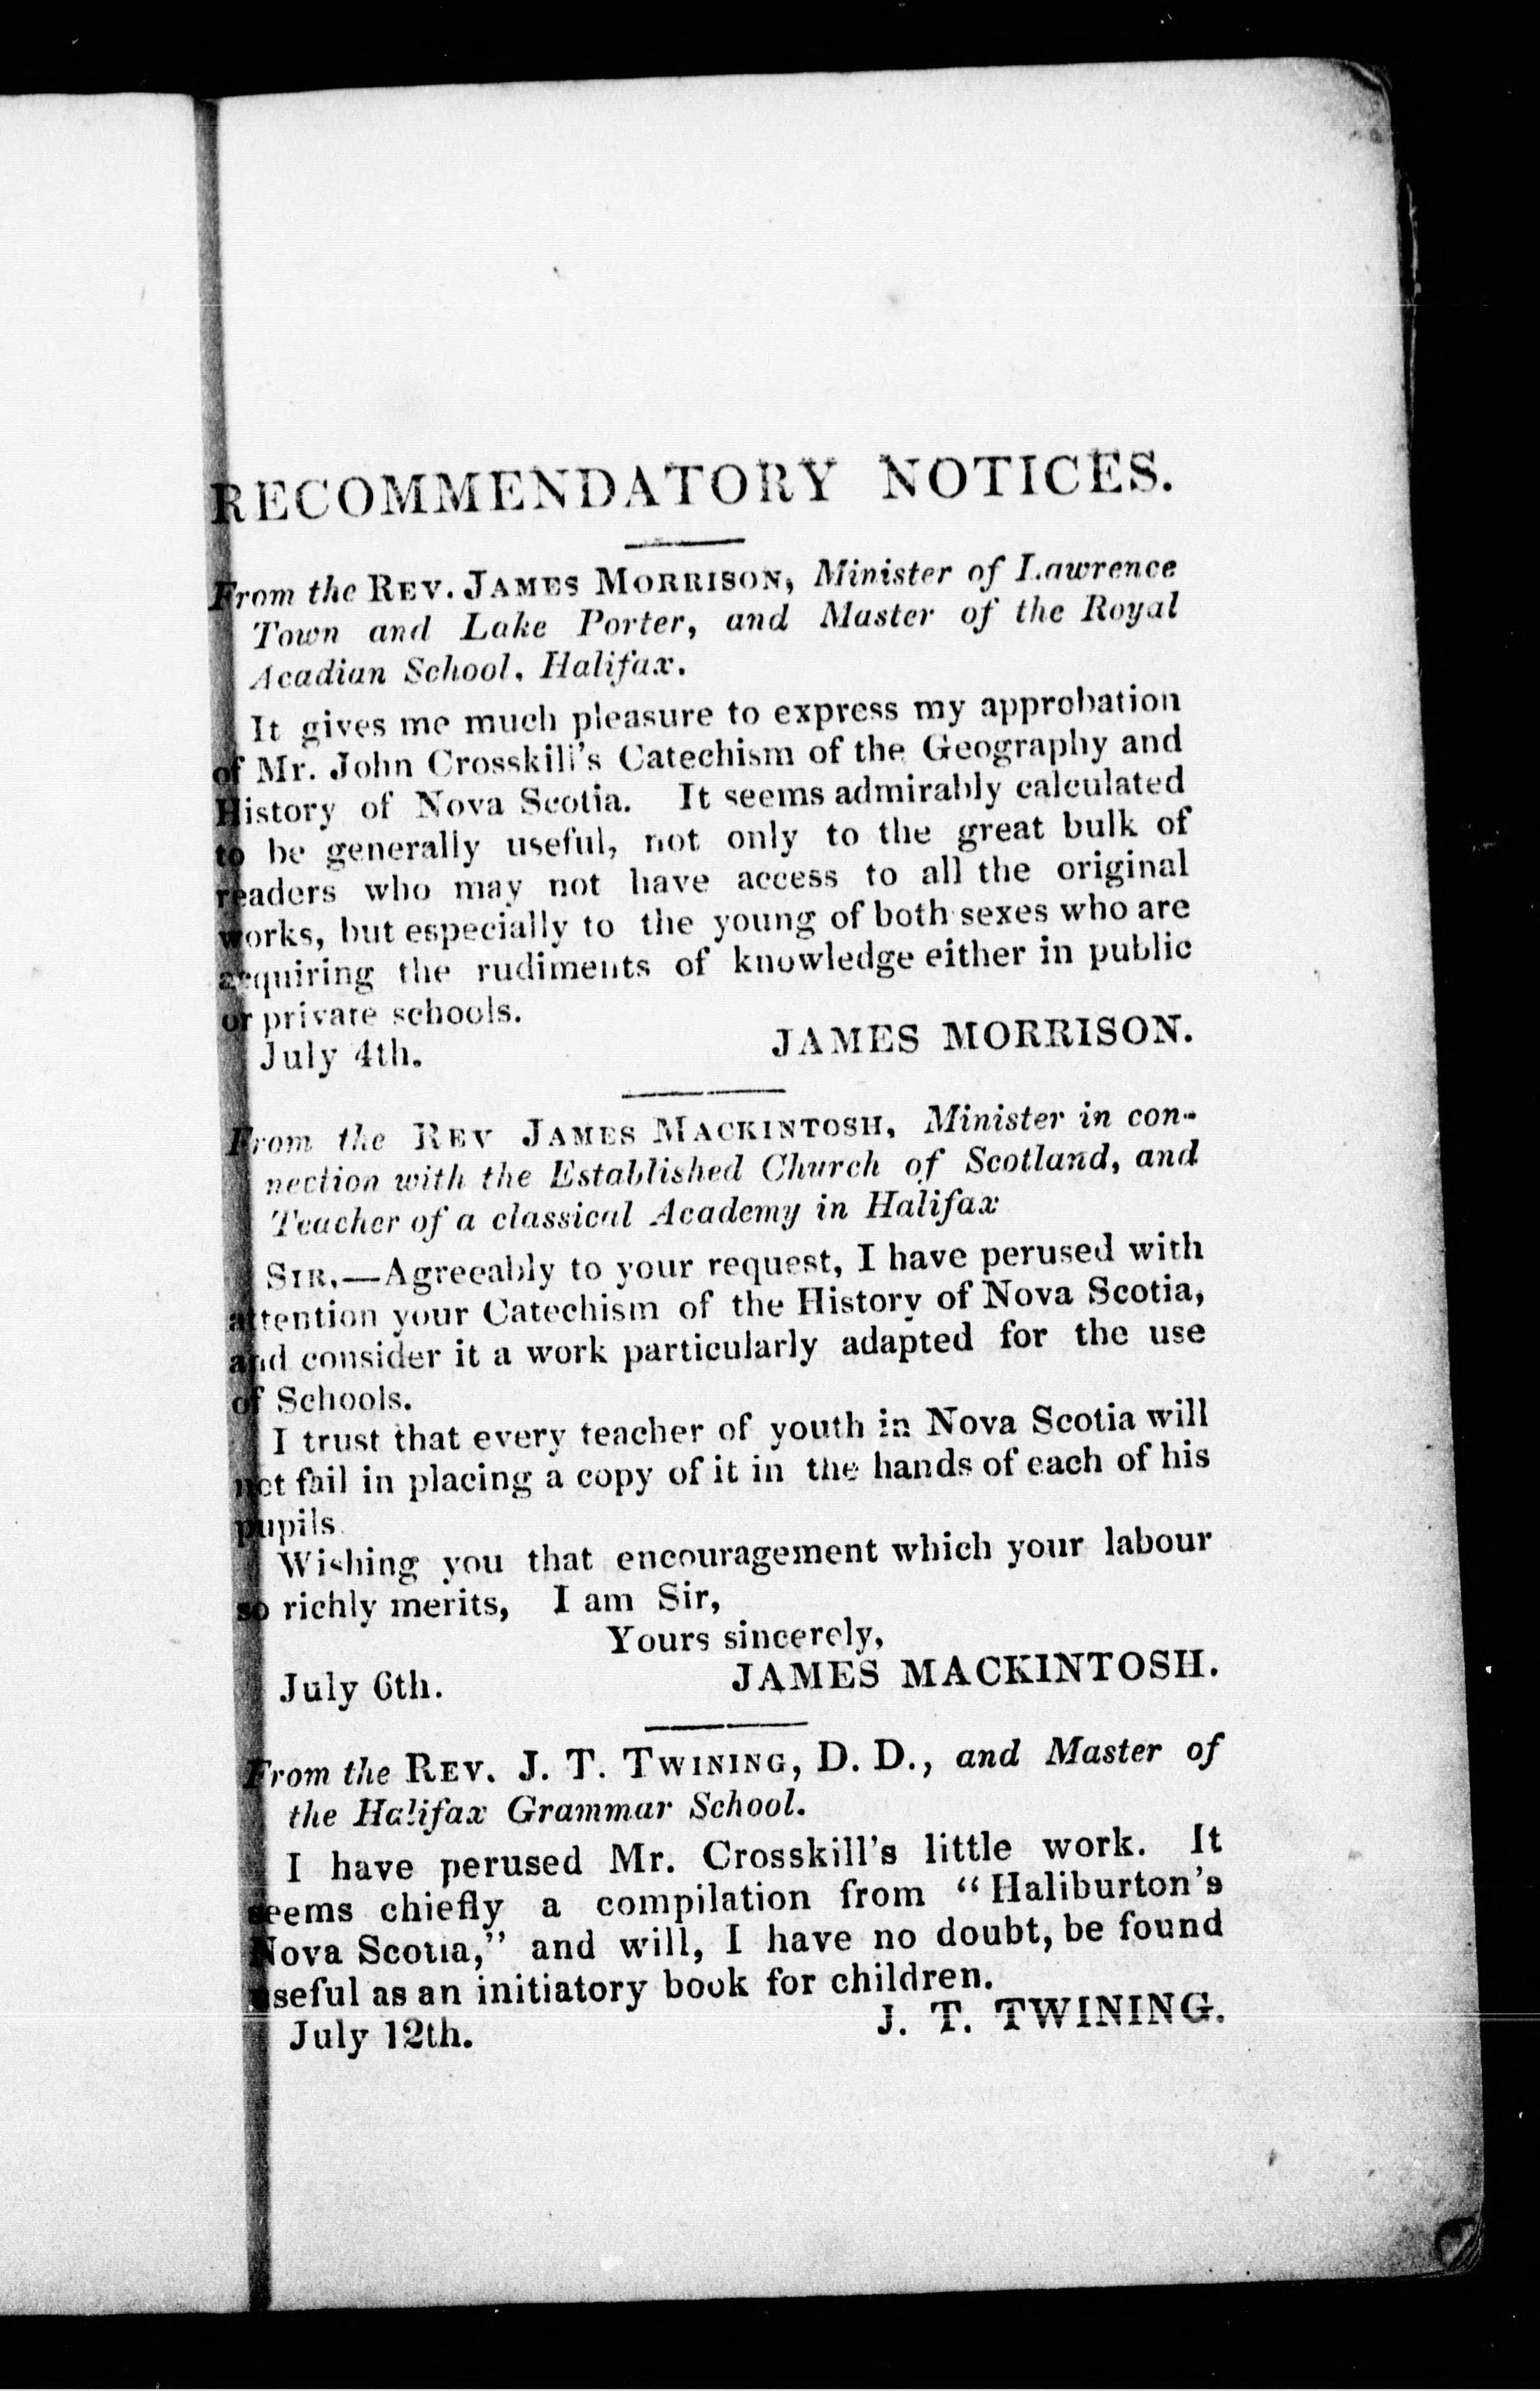 RECOMMENDATORY NOTICES.
From the REV. JAMES MORRISON, Minister of Lawrence
Town and Lake Porter, and Master of the Royal
Acadian School, Halifax.
It gives me much pleasure to express my approbation
of Mr. John Crosskill's Catechism of the Geography and
History of Nova Scotia. It seems admirably calculated
to be generally useful, not only to the great bulk of
readers who may not have access to all the original
works, but especially to the young of both sexes who are
acquiring the rudiments of knowledge either in public
or private schools.
July 4th. JAMES MORRISON.
From the REV JAMES MACKINTOSH, Minister in con-
nection with the Established Church of Scotland, and
Teacher of a classical Academy in Halifax
SIR,—Agreeably to your request, I have perused with
attention your Catechism of the History of Nova Scotia,
and consider it a work particularly adapted for the use
of Schools.
I trust that every teacher of youth in Nova Scotia will
not fail in placing a copy of it in the hands of each of his
pupils.
Wishing you that encouragement which your labour
so richly merits, I am Sir,
Yours sincerely,
July 6th. JAMES MACKINTOSH.
From the REV. J. T. TWINING, D. D., and Master of
the Halifax Grammar School.
I have perused Mr. Crosskill's little work. It
seems chiefly a compilation from "Haliburton's
Nova Scotia," and will, I have no doubt, be found
useful as an initiatory book for children.
July 12th. J. T. TWINING.